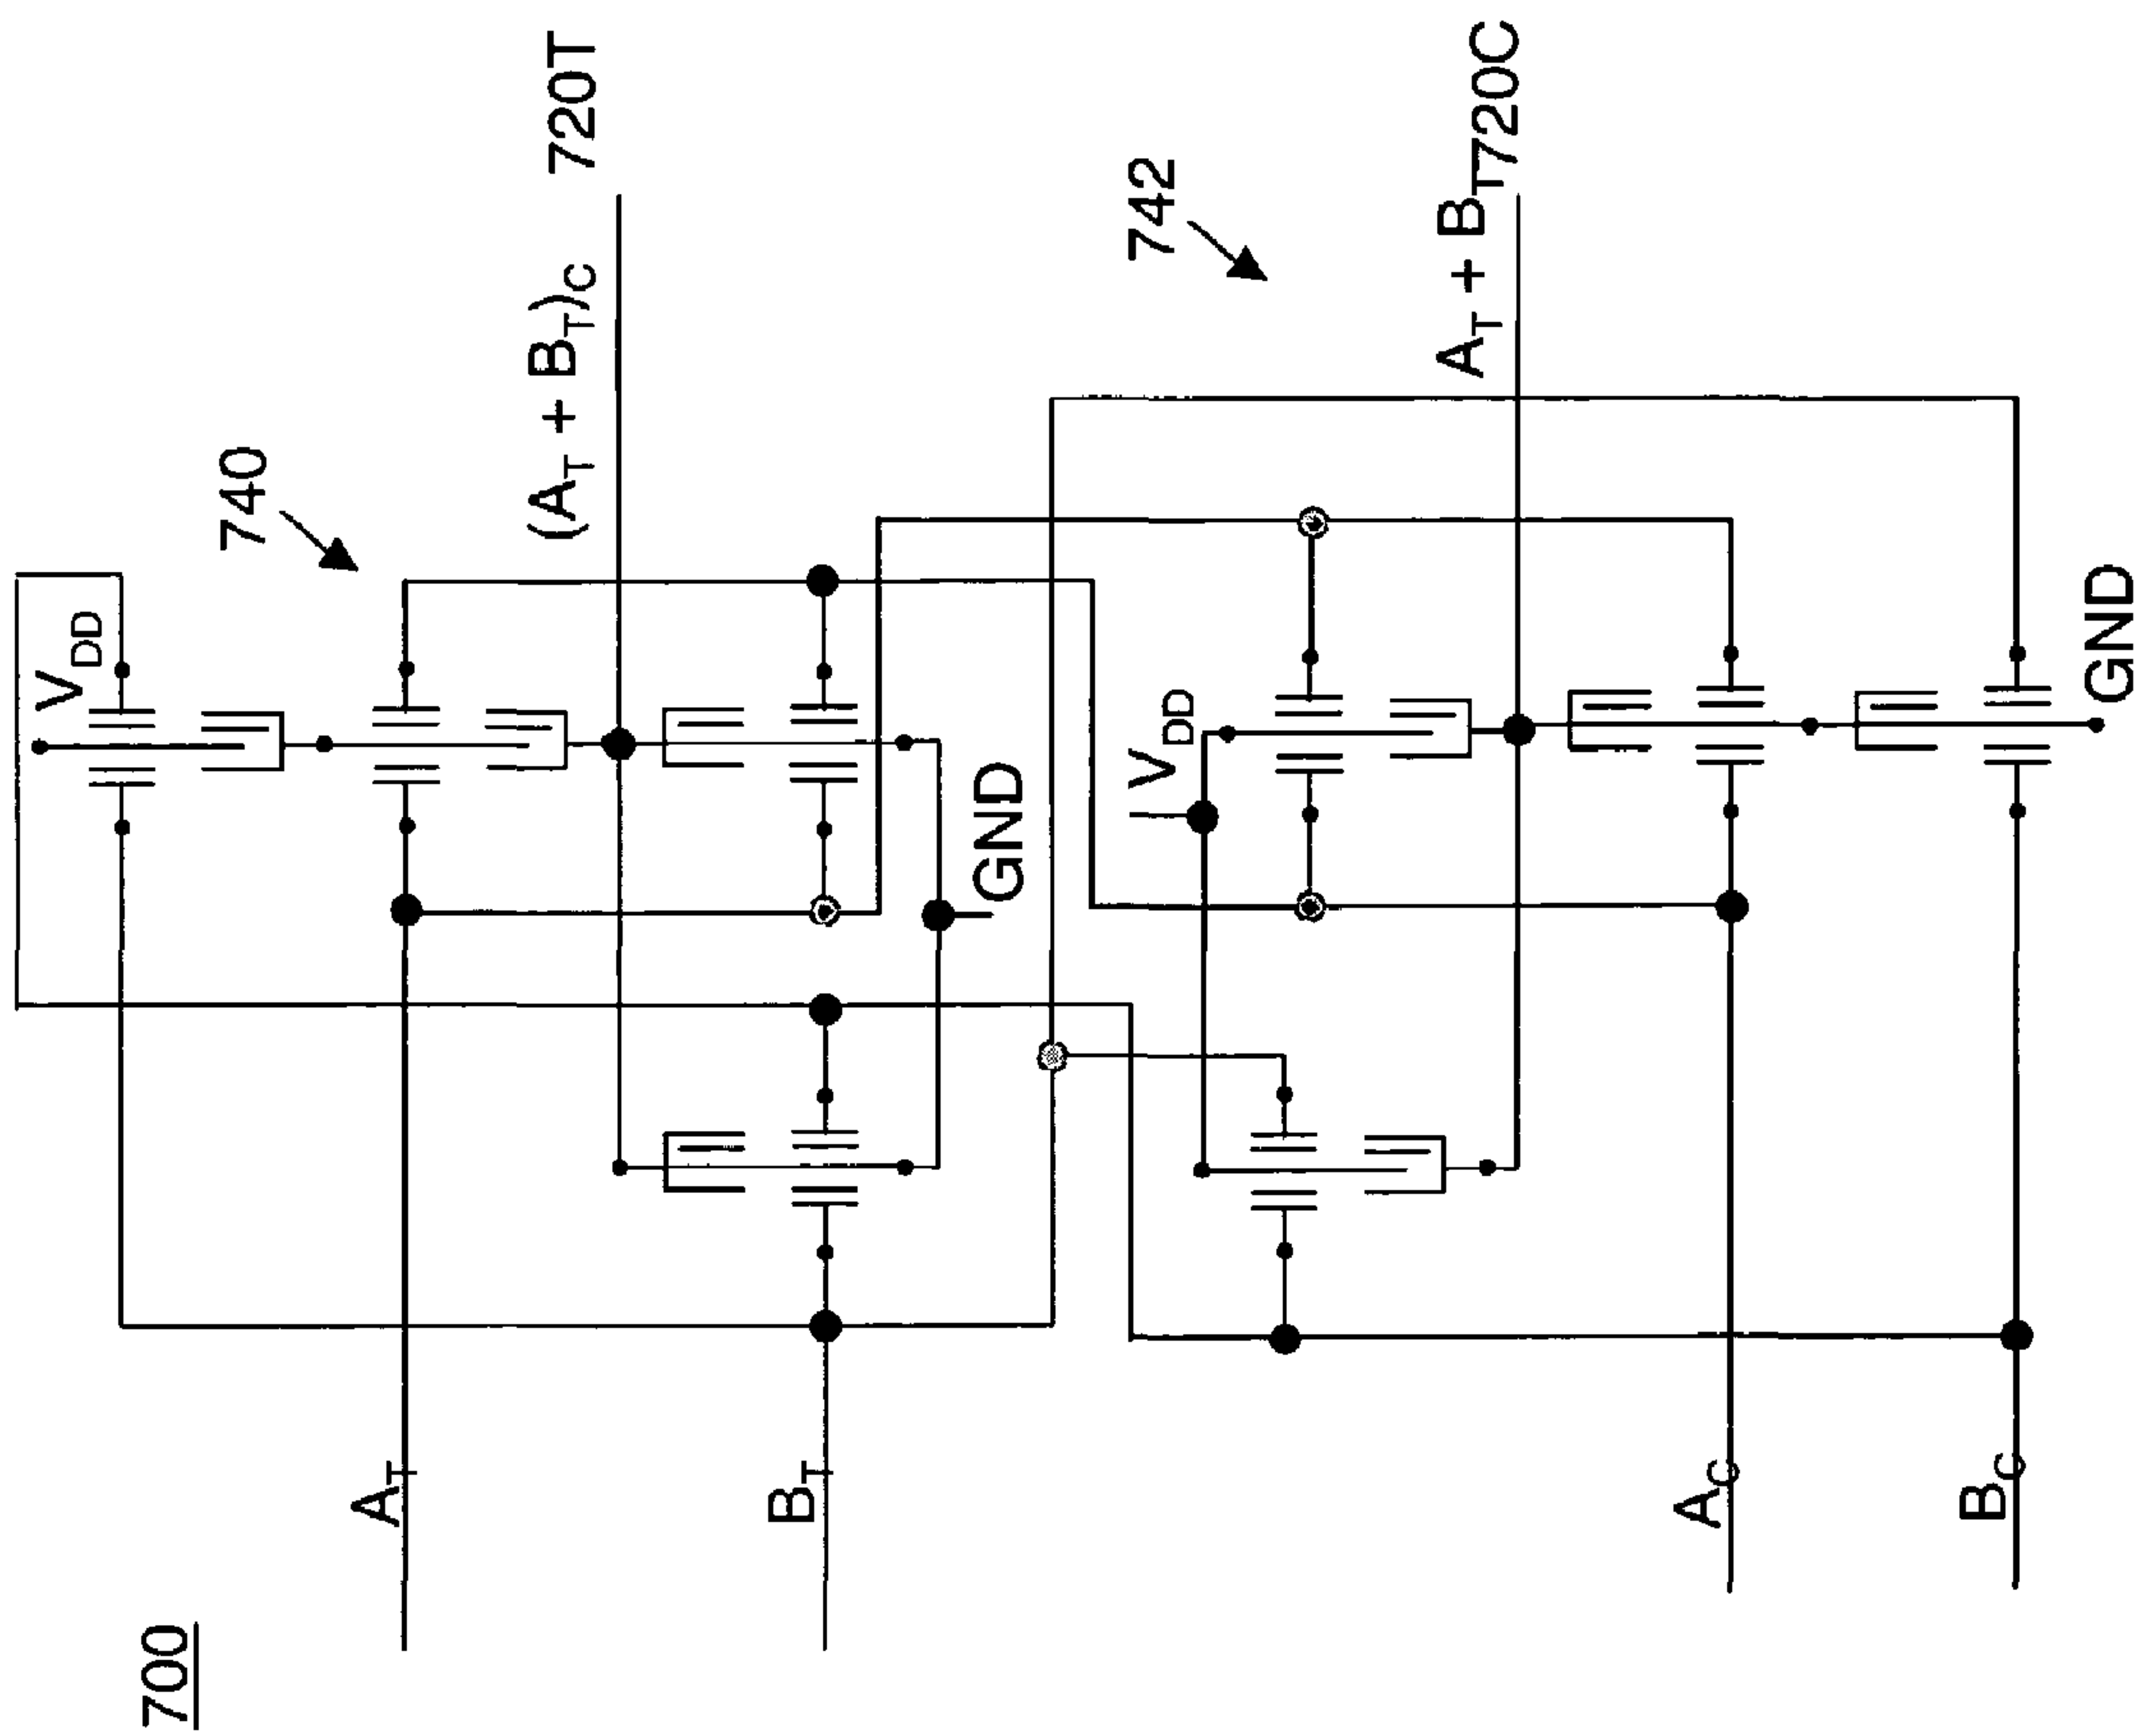 700
740
V_DD
A_T
(A_T + B_T)_C
720T
B_T
GND
742
V_DD
A_T + B_T
720C
A_C
B_C
GND